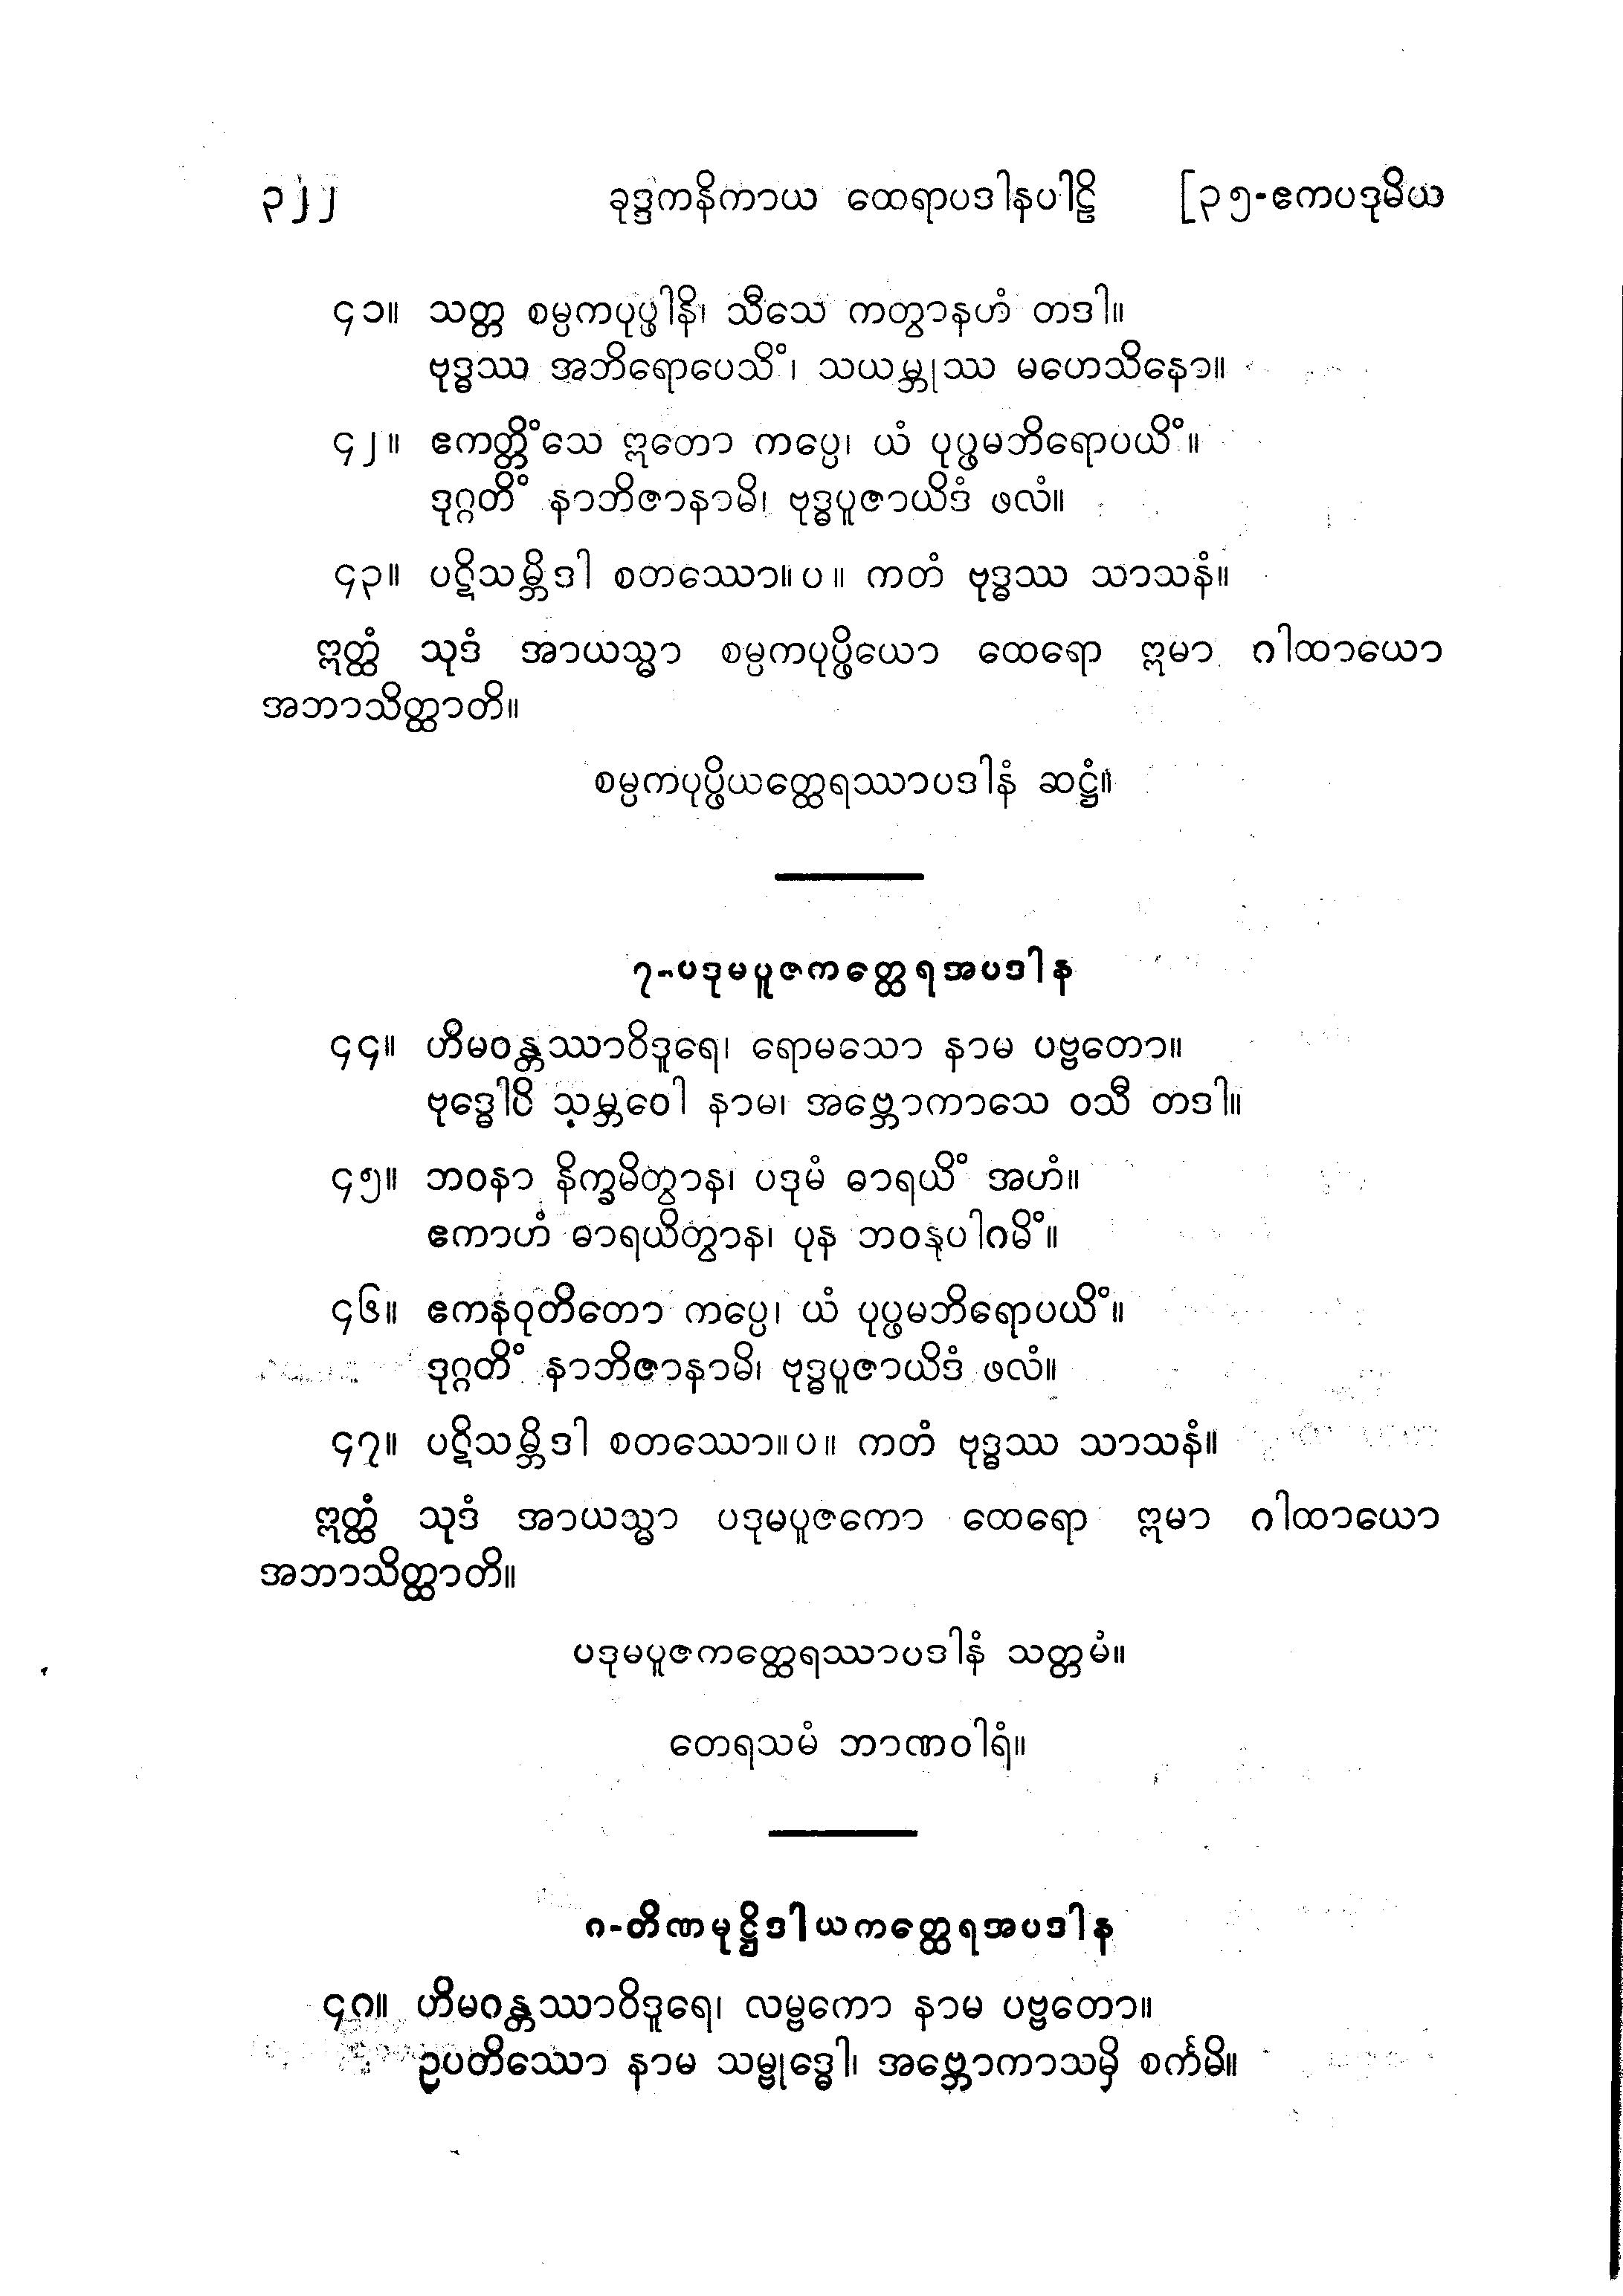 ၃၂၂ ခုဒ္ဒကနိကာယ ထေရာပဒါနပါဠိ [၃၅-ဧကပဒုမိယ
၄၁။ သတ္တ စမ္ပကပုပ္ဖါနိ၊ သီသေ ကတွာနဟံ တဒါ။
ဗုဒ္ဓဿ အဘိရောပေသိံ၊ သယမ္ဘုဿ မဟေသိနော။
၄၂။ ဧကတ္တိံသေ ဣတော ကပ္ပေ၊ ယံ ပုပ္ဖမဘိရောပယိံ။
ဒုဂ္ဂတိံ နာဘိဇာနာမိ၊ ဗုဒ္ဓပူဇာယိဒံ ဖလံ။
၄၃။ ပဋိသမ္ဘိဒါ စတဿော။ပ။ ကတံ ဗုဒ္ဓဿ သာသနံ။
ဣတ္ထံ သုဒံ အာယသ္မာ စမ္ပကပုပ္ဖိယော ထေရော ဣမာ ဂါထာယော
အဘာသိတ္ထာတိ။
စမ္ပကပုပ္ဖိယတ္ထေရဿာပဒါနံ ဆဋ္ဌံ။
၇-ပဒုမပူဇကတ္ထေရအပဒါန
၄၄။ ဟိမဝန္တဿာဝိဒူရေ၊ ရောမသော နာမ ပဗ္ဗတော။
ဗုဒ္ဓေါပိ သမ္ဘဝေါ နာမ၊ အဗ္ဘောကာသေ ဝသီ တဒါ။
၄၅။ ဘဝနာ နိက္ခမိတွာန၊ ပဒုမံ ဓာရယိံ အဟံ။
ဧကာဟံ ဓာရယိတွာန၊ ပုန ဘဝနုပါဂမိံ။
၄၆။ ဧကနဝုတိတော ကပ္ပေ၊ ယံ ပုပ္ဖမဘိရောပယိံ။
ဒုဂ္ဂတိံ နာဘိဇာနာမိ၊ ဗုဒ္ဓပူဇာယိဒံ ဖလံ။
၄၇။ ပဋိသမ္ဘိဒါ စတဿော။ပ။ ကတံ ဗုဒ္ဓဿ သာသနံ။
ဣတ္ထံ သုဒံ အာယသ္မာ ပဒုမပူဇကော ထေရော ဣမာ ဂါထာယော
အဘာသိတ္ထာတိ။
ပဒုမပူဇကတ္ထေရဿာပဒါနံ သတ္တမံ။
တေရသမံ ဘာဏဝါရံ။
၈-တိဏမုဋ္ဌိဒါယကတ္ထေရအပဒါန
၄၈။ ဟိမဝန္တဿာဝိဒူရေ၊ လမ္ဗကော နာမ ပဗ္ဗတော။
ဥပတိဿော နာမ သမ္ဗုဒ္ဓေါ၊ အဗ္ဘောကာသမှိ စင်္ကမိ။